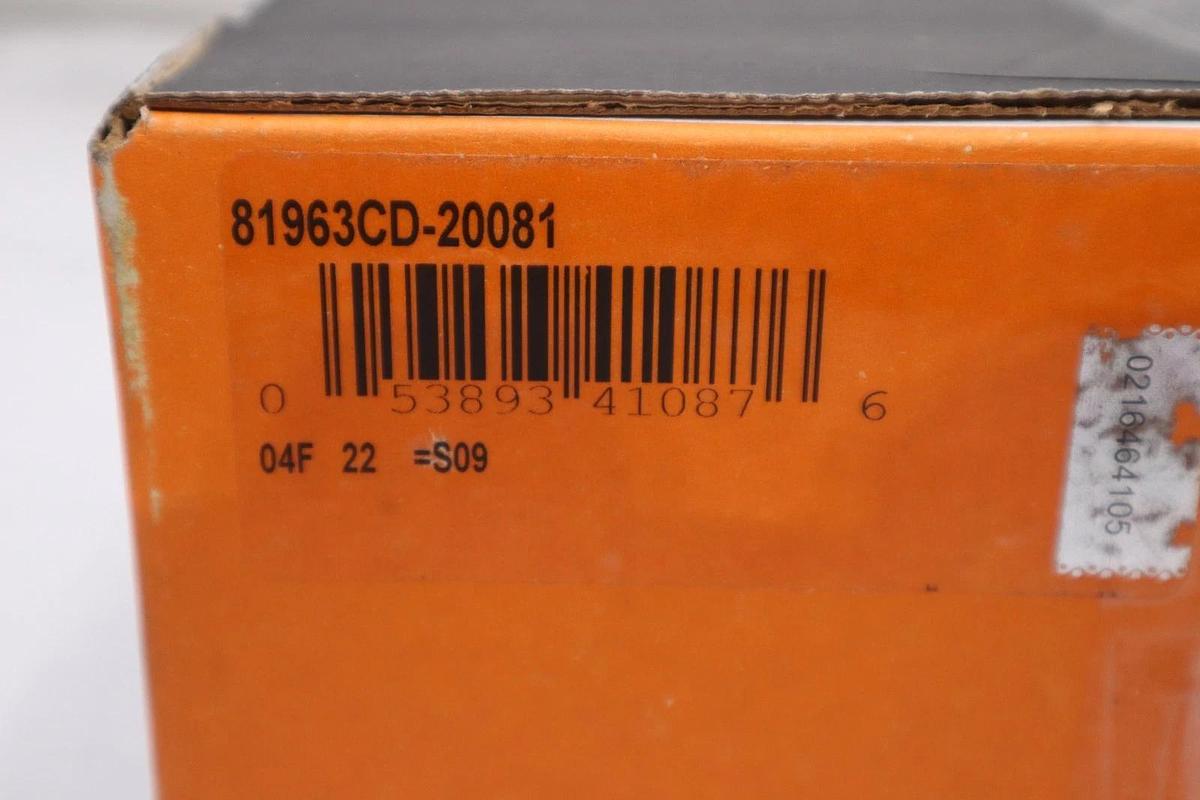 81963CD-20081
0 53893 41087 6
04F 22 =S09
0216464105